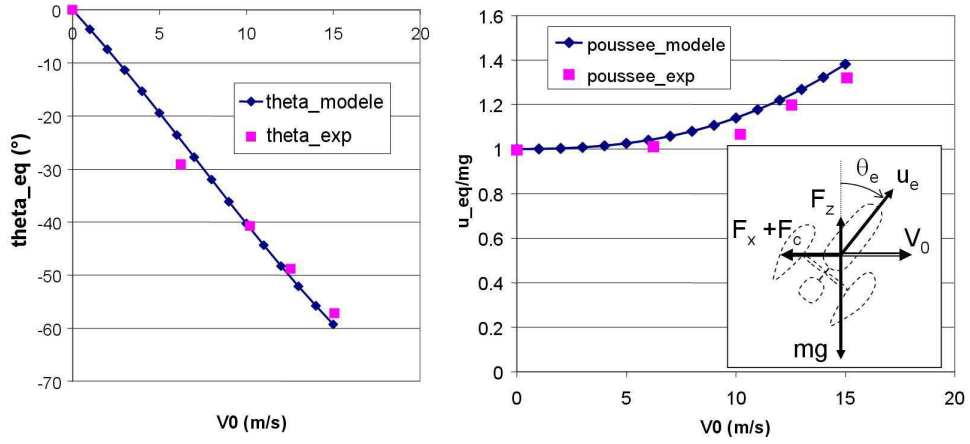 0 5 10 15 20
0
-10
-20
-30
-40
-50
-60
-70
theta_eq (°)
theta_modele
theta_exp
V0 (m/s)
1.6
1.4
1.2
1.0
0.8
0.6
0.4
0.2
0
u_eq/mg
poussee_modele
poussee_exp
θe
ue
Fz
Fx +Fc
V0
mg
0 5 10 15 20
V0 (m/s)